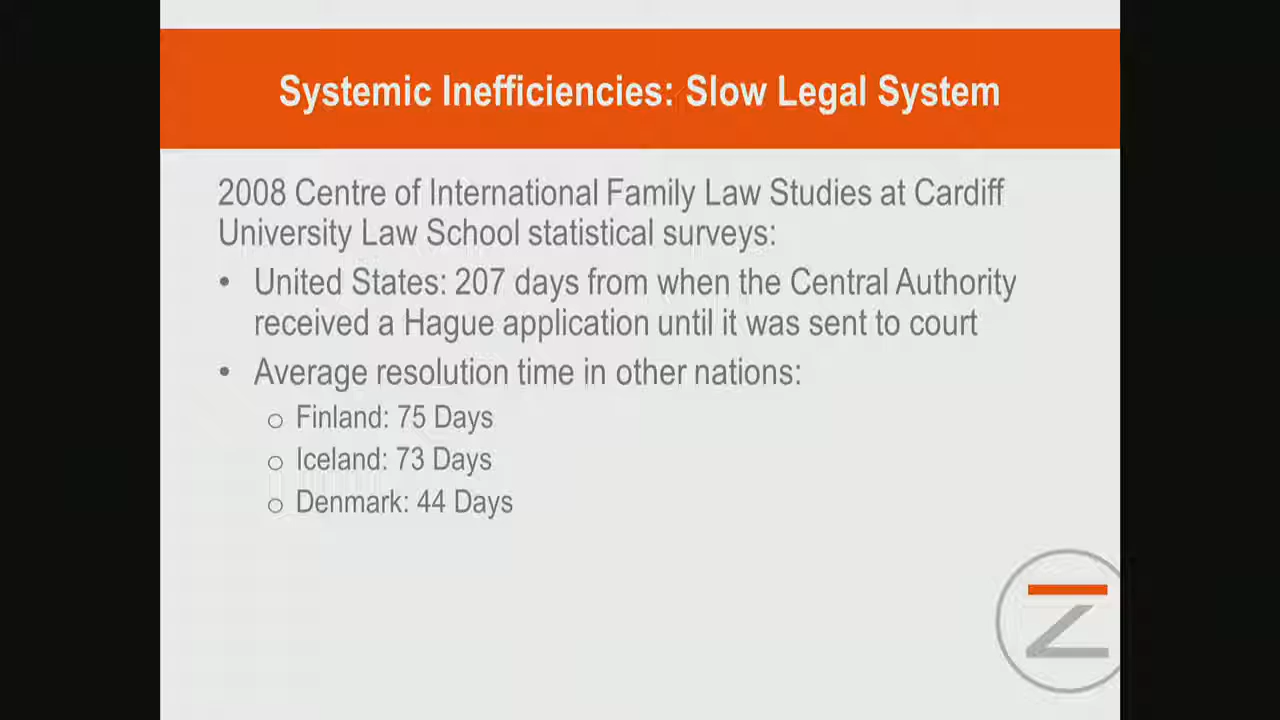 Systemic Inefficiencies: Slow Legal System
2008 Centre of International Family Law Studies at Cardiff
University Law School statistical surveys:
• United States: 207 days from when the Central Authority
received a Hague application until it was sent to court
• Average resolution time in other nations:
o Finland: 75 Days
o Iceland: 73 Days
o Denmark: 44 Days
Z